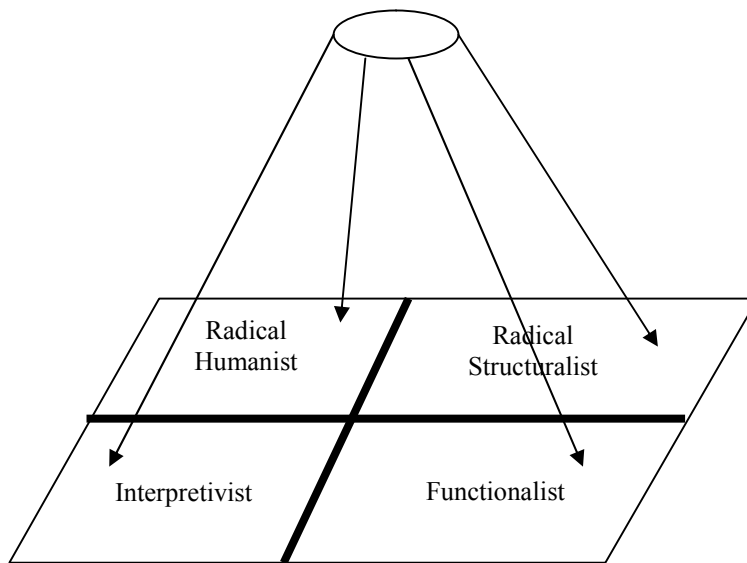 Radical
Humanist
Radical
Structuralist
Interpretivist
Functionalist